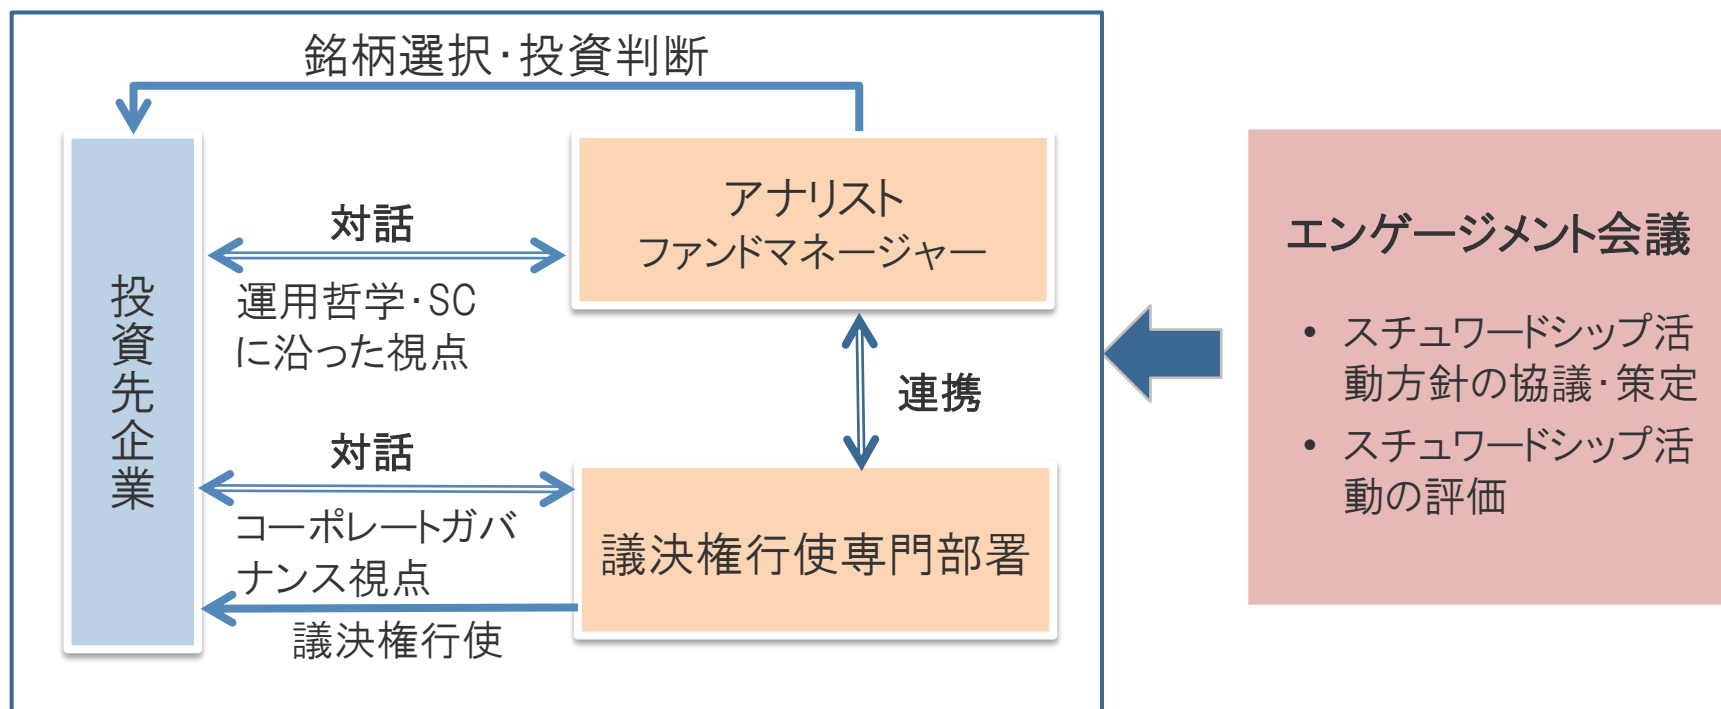 銘柄選択・投資判断
投資先企業
対話
運用哲学・SC
に沿った視点
アナリスト
ファンドマネージャー
連携
対話
コーポレートガバ
ナンス視点
議決権行使
議決権行使専門部署
エンゲージメント会議
• スチュワードシップ活
動方針の協議・策定
• スチュワードシップ活
動の評価